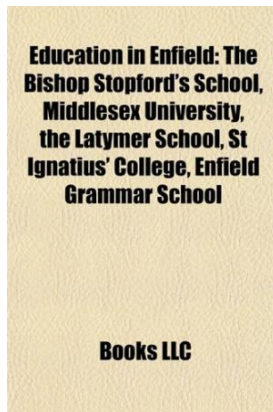 Education in Enfield: The
Bishop Stopford's School,
Middlesex University,
the Latymer School, St
Ignatius' College, Enfield
Grammar School
Books LLC